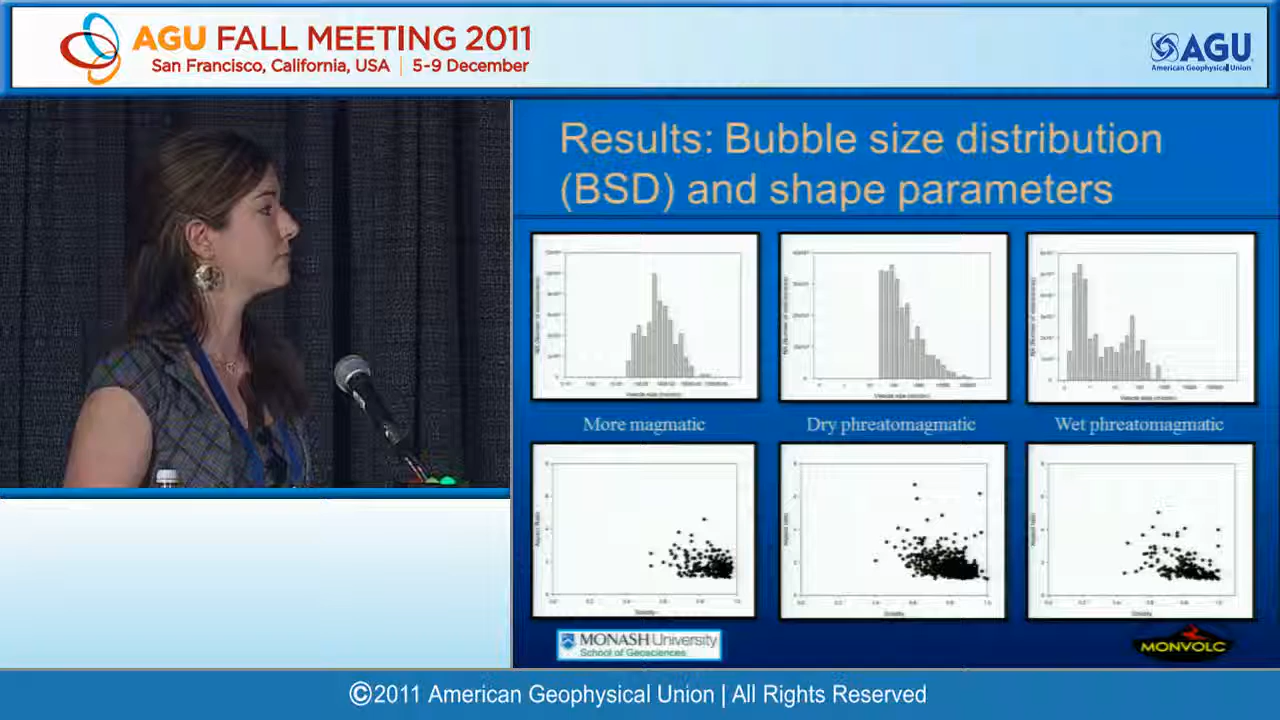 AGU FALL MEETING 2011
San Francisco, California, USA | 5-9 December
AGU
American Geophysical Union
Results: Bubble size distribution
(BSD) and shape parameters
More magmatic
Dry phreatomagmatic
Wet phreatomagmatic
MONASH University
School of Geosciences
MONVOLC
©2011 American Geophysical Union | All Rights Reserved